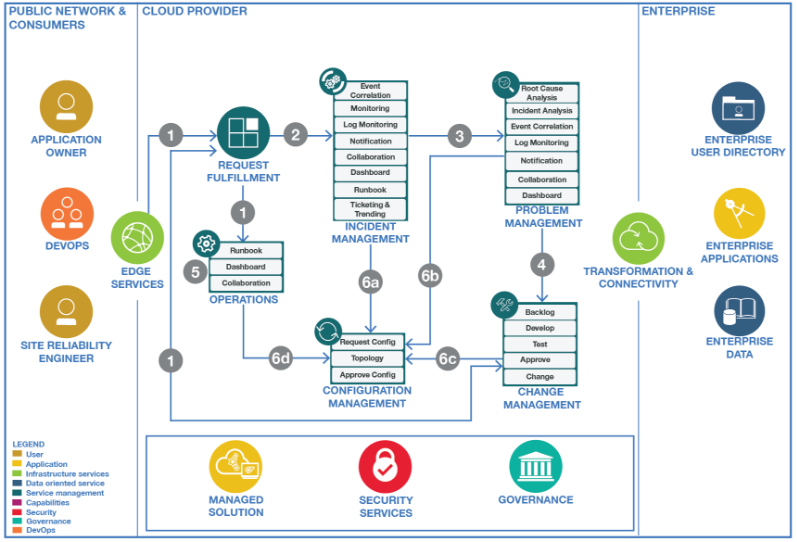 PUBLIC NETWORK &
CONSUMERS
CLOUD PROVIDER
ENTERPRISE
APPLICATION
OWNER
DEVOPS
SITE RELIABILITY
ENGINEER
EDGE
SERVICES
1
REQUEST
FULFILLMENT
2
Event
Correlation
Monitoring
Log Monitoring
Notification
Collaboration
Dashboard
Runbook
Ticketing &
Trending
INCIDENT
MANAGEMENT
3
Root Cause
Analysis
Incident Analysis
Event Correlation
Log Monitoring
Notification
Collaboration
Dashboard
PROBLEM
MANAGEMENT
1
5
Runbook
Dashboard
Collaboration
OPERATIONS
6a
6b
4
6d
Request Config
Topology
Approve Config
CONFIGURATION
MANAGEMENT
6c
Backlog
Develop
Test
Approve
Change
CHANGE
MANAGEMENT
1
TRANSFORMATION &
CONNECTIVITY
ENTERPRISE
USER DIRECTORY
ENTERPRISE
APPLICATIONS
ENTERPRISE
DATA
MANAGED
SOLUTION
SECURITY
SERVICES
GOVERNANCE
LEGEND
User
Application
Infrastructure services
Data oriented service
Service management
Capabilities
Security
Governance
DevOps